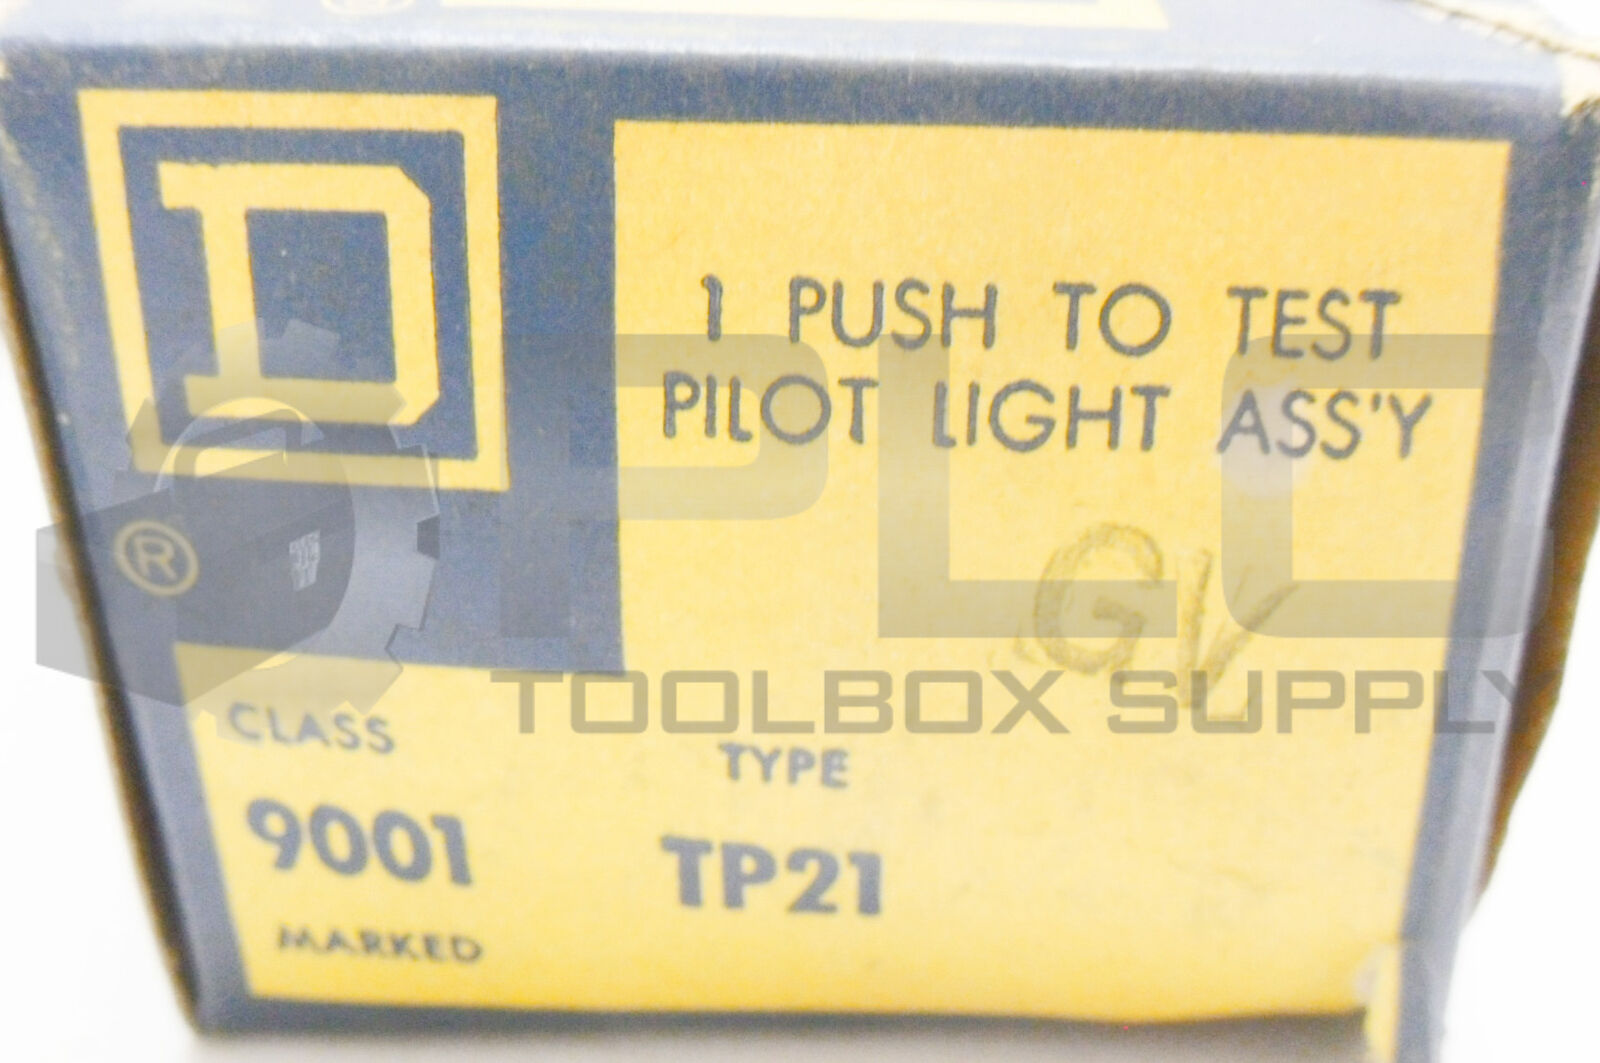 D
1 PUSH TO TEST
PILOT LIGHT ASS'Y
®
GV
PLC
TOOLBOX SUPPLY
CLASS
TYPE
9001
TP21
MARKED